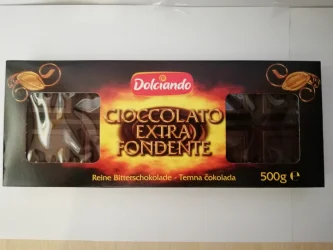 Dolciando
CIOCCOLATO
EXTRA
FONDENTE
Reine Bitterschokolade - Temna čokolada
500g ℮